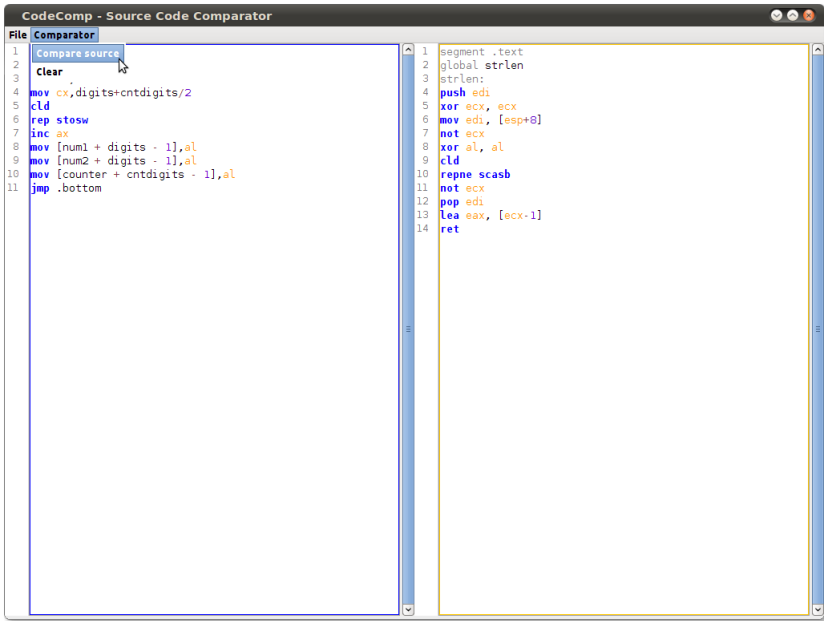 CodeComp - Source Code Comparator
File Comparator
Compare source
Clear
1
2
3
4 mov cx,digits+cntdigits/2
5 cld
6 rep stosw
7 inc ax
8 mov [num1 + digits - 1],al
9 mov [num2 + digits - 1],al
10 mov [counter + cntdigits - 1],al
11 jmp .bottom
1 segment .text
2 global strlen
3 strlen:
4 push edi
5 xor ecx, ecx
6 mov edi, [esp+8]
7 not ecx
8 xor al, al
9 cld
10 repne scasb
11 not ecx
12 pop edi
13 lea eax, [ecx-1]
14 ret